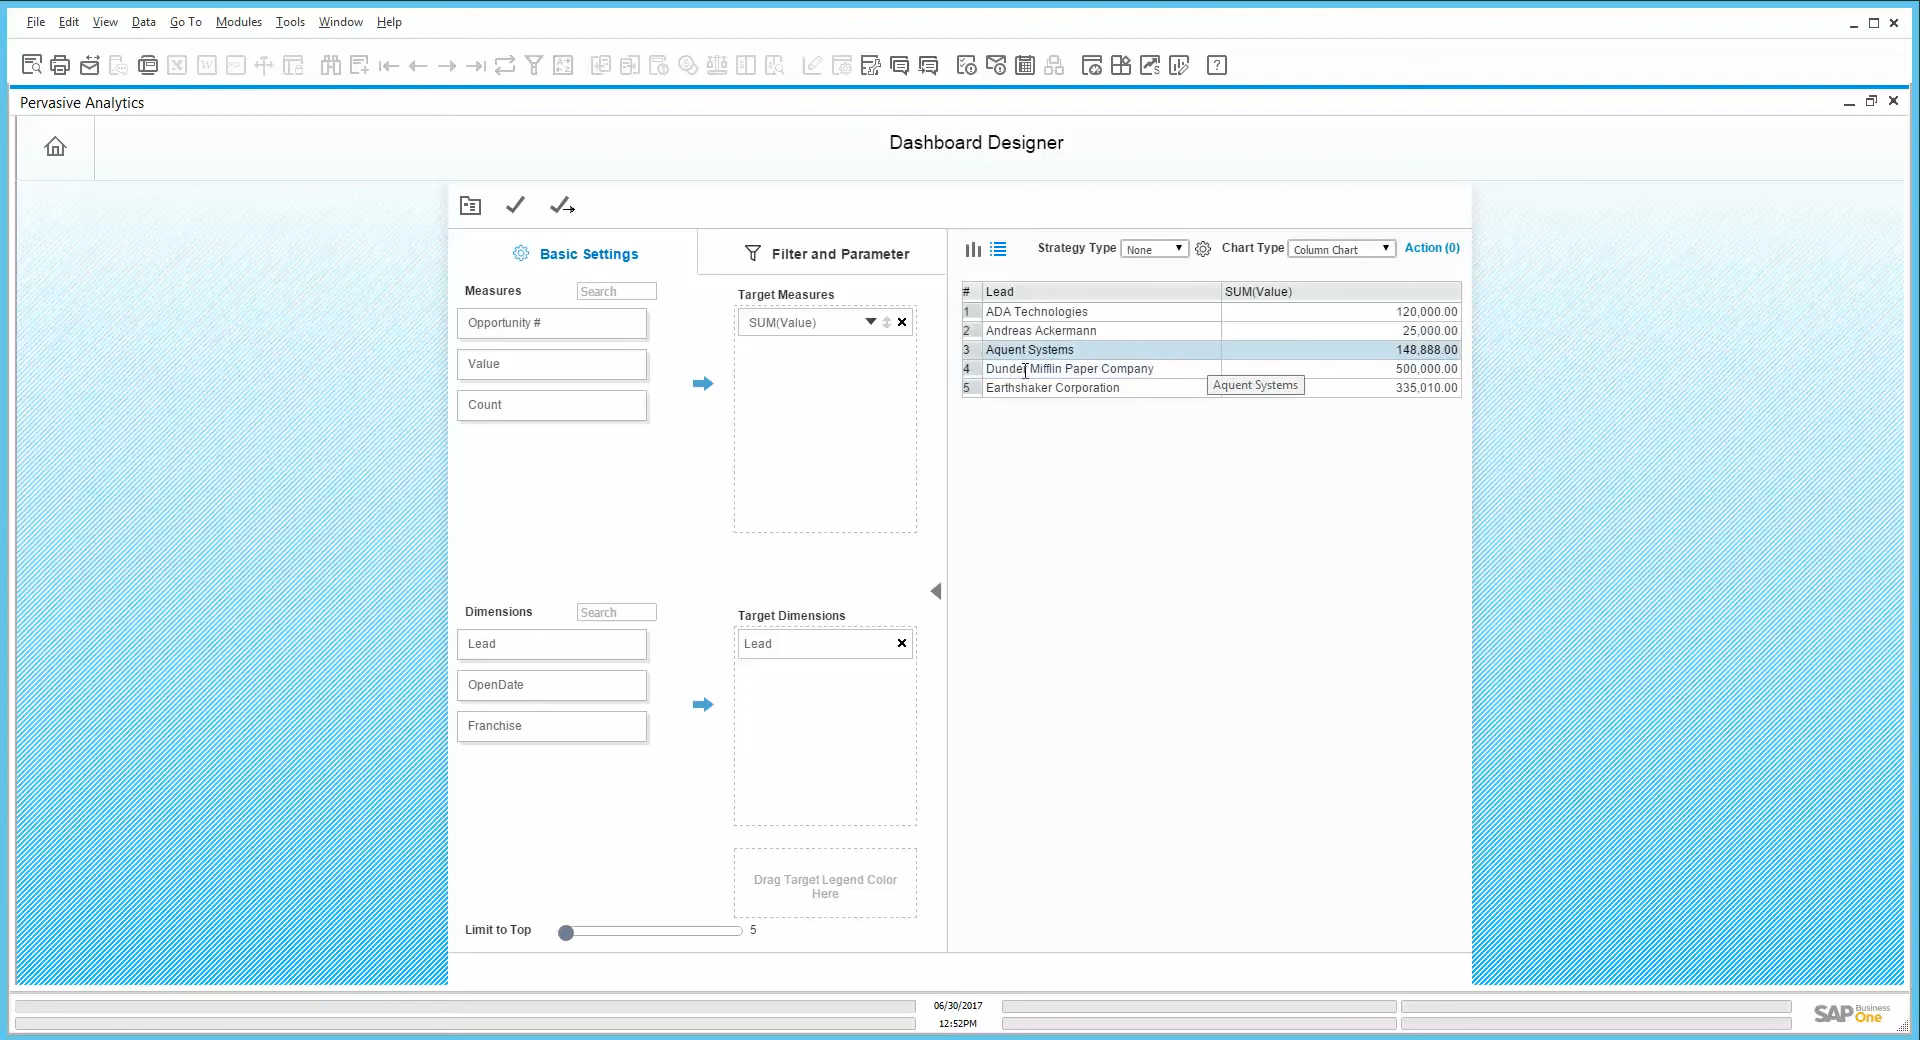 File Edit View Data Go To Modules Tools Window Help
Pervasive Analytics
Dashboard Designer
Basic Settings
Filter and Parameter
Strategy Type None Chart Type Column Chart Action (0)
Measures Search
Opportunity #
Value
Count
Target Measures
SUM(Value)
# Lead SUM(Value)
1 ADA Technologies 120,000.00
2 Andreas Ackermann 25,000.00
3 Aquent Systems 148,888.00
4 Dunder Mifflin Paper Company 500,000.00
5 Earthshaker Corporation 335,010.00
Aquent Systems
Dimensions Search
Lead
OpenDate
Franchise
Target Dimensions
Lead
Drag Target Legend Color
Here
Limit to Top 5
06/30/2017
12:52PM
SAP Business One